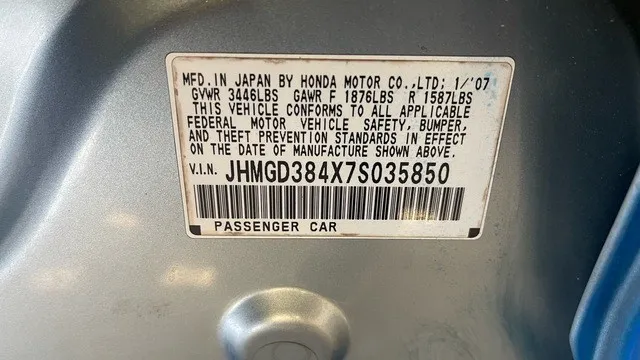 MFD.IN JAPAN BY HONDA MOTOR CO.,LTD; 1/'07
GVWR 3446LBS GAWR F 1876LBS R 1587LBS
THIS VEHICLE CONFORMS TO ALL APPLICABLE
FEDERAL MOTOR VEHICLE SAFETY, BUMPER,
AND THEFT PREVENTION STANDARDS IN EFFECT
ON THE DATE OF MANUFACTURE SHOWN ABOVE.
V.I.N. JHMGD384X7S035850
PASSENGER CAR